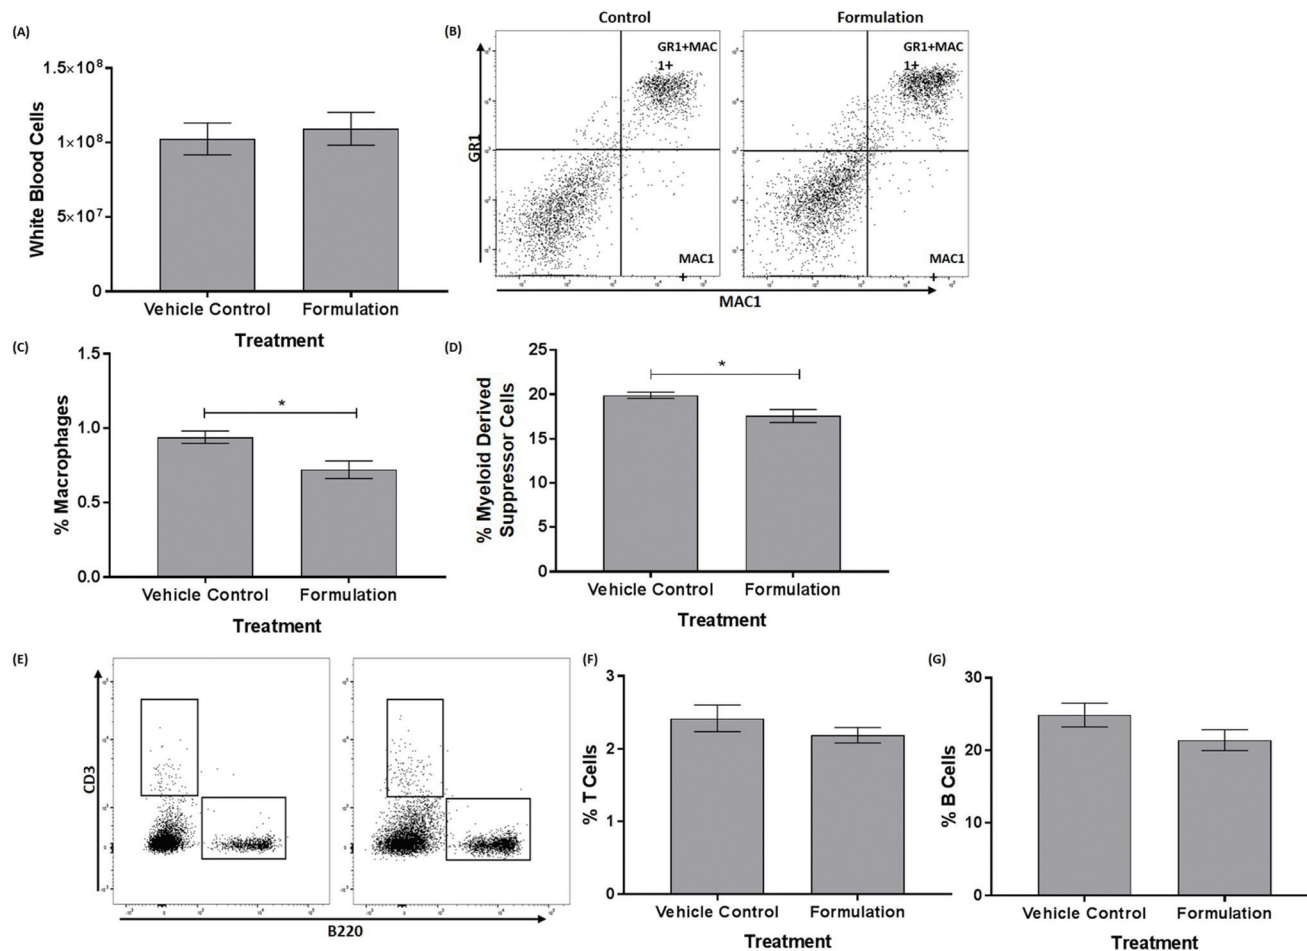 (A)
White Blood Cells
1.5×10⁸
1×10⁸
5×10⁷
0
Vehicle Control
Formulation
Treatment
(B)
Control
Formulation
GR1+MAC
1+
GR1+MAC
1+
GR1
MAC1
+
MAC1
+
MAC1
(C)
% Macrophages
1.5
1.0
0.5
0.0
*
Vehicle Control
Formulation
Treatment
(D)
% Myeloid Derived
Suppressor Cells
25
20
15
10
5
0
*
Vehicle Control
Formulation
Treatment
(E)
CD3
B220
(F)
% T Cells
3
2
1
0
Vehicle Control
Formulation
Treatment
(G)
% B Cells
30
20
10
0
Vehicle Control
Formulation
Treatment